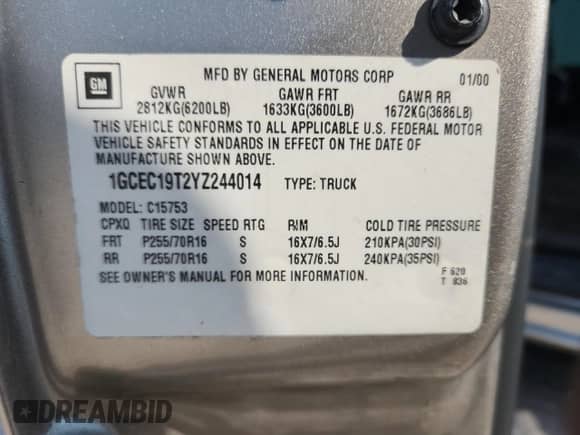 GM
MFD BY GENERAL MOTORS CORP 01/00
GVWR GAWR FRT GAWR RR
2812KG(6200LB) 1633KG(3600LB) 1672KG(3686LB)
THIS VEHICLE CONFORMS TO ALL APPLICABLE U.S. FEDERAL MOTOR
VEHICLE SAFETY STANDARDS IN EFFECT ON THE DATE OF
MANUFACTURE SHOWN ABOVE.
1GCEC19T2YZ244014 TYPE: TRUCK
MODEL: C15753
CPXQ TIRE SIZE SPEED RTG RIM COLD TIRE PRESSURE
FRT P255/70R16 S 16X7/6.5J 210KPA(30PSI)
RR P255/70R16 S 16X7/6.5J 240KPA(35PSI)
SEE OWNER'S MANUAL FOR MORE INFORMATION.
F 620
T 836
DREAMBID